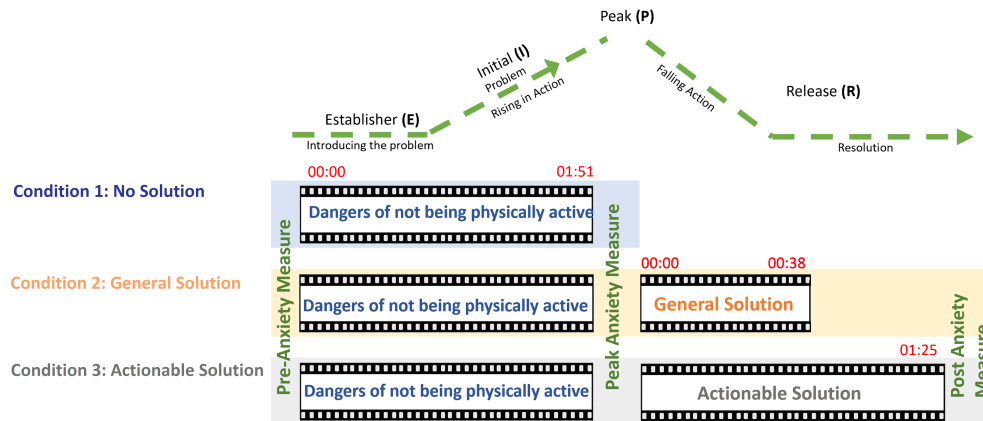 Peak (P)
Initial (I)
Problem
Rising in Action
Falling Action
Release (R)
Establisher (E)
Introducing the problem
Resolution
00:00
01:51
Condition 1: No Solution
Dangers of not being physically active
Condition 2: General Solution
00:00
00:38
Dangers of not being physically active
General Solution
Condition 3: Actionable Solution
01:25
Dangers of not being physically active
Actionable Solution
Pre-Anxiety Measure
Peak Anxiety Measure
Post Anxiety
Measure